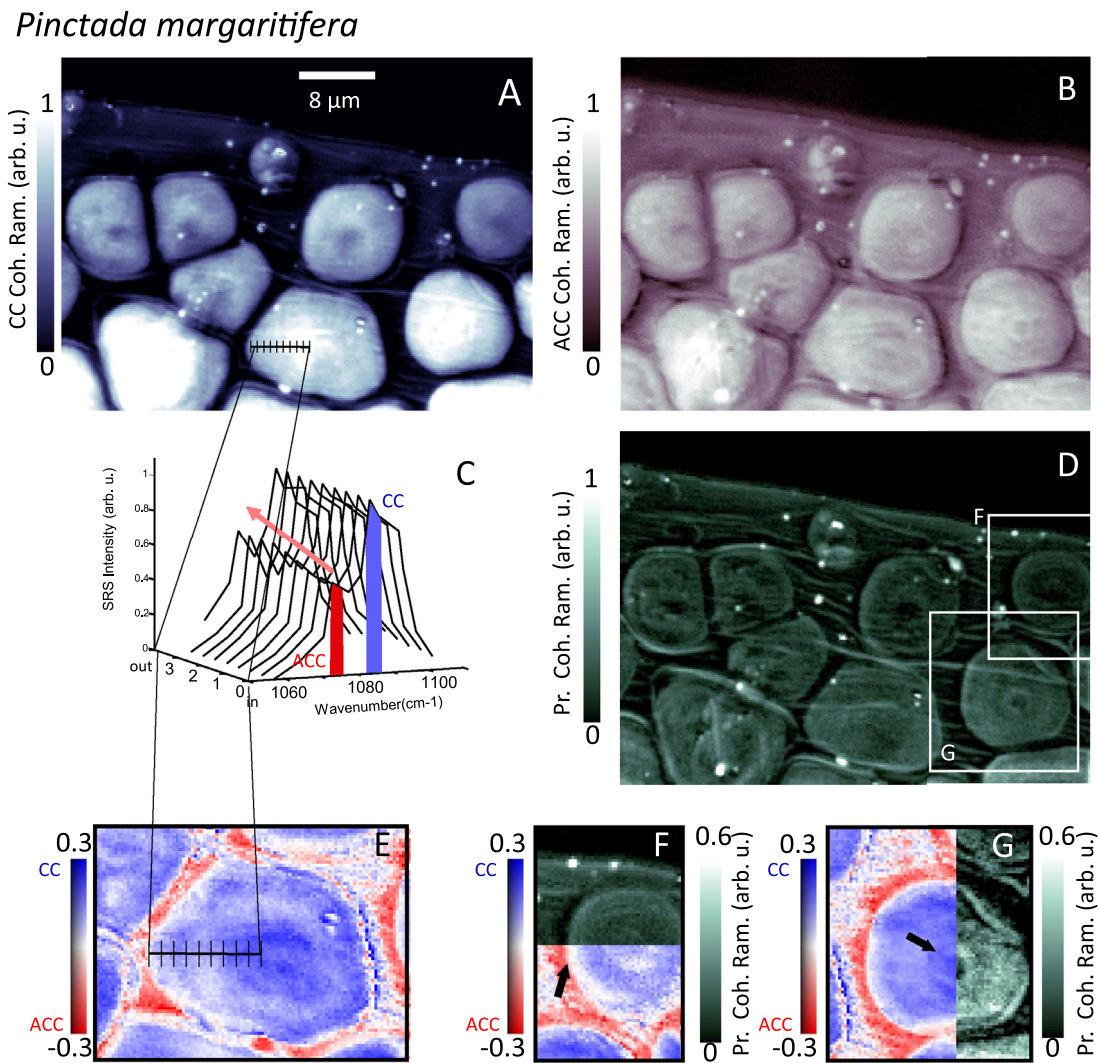 Pinctada margaritifera
8 µm
A
1
CC Coh. Ram. (arb. u.)
0
B
1
ACC Coh. Ram. (arb. u.)
0
C
1
0.8
0.6
0.4
0.2
0
SRS Intensity (arb. u.)
CC
ACC
out 3 2 1 0
in
1060 1080 1100
Wavenumber(cm-1)
D
1
Pr. Coh. Ram. (arb. u.)
0
F
G
E
0.3
CC
ACC
-0.3
F
0.3
CC
ACC
-0.3
0.6
Pr. Coh. Ram. (arb. u.)
0
G
0.3
CC
ACC
-0.3
0.6
Pr. Coh. Ram. (arb. u.)
0